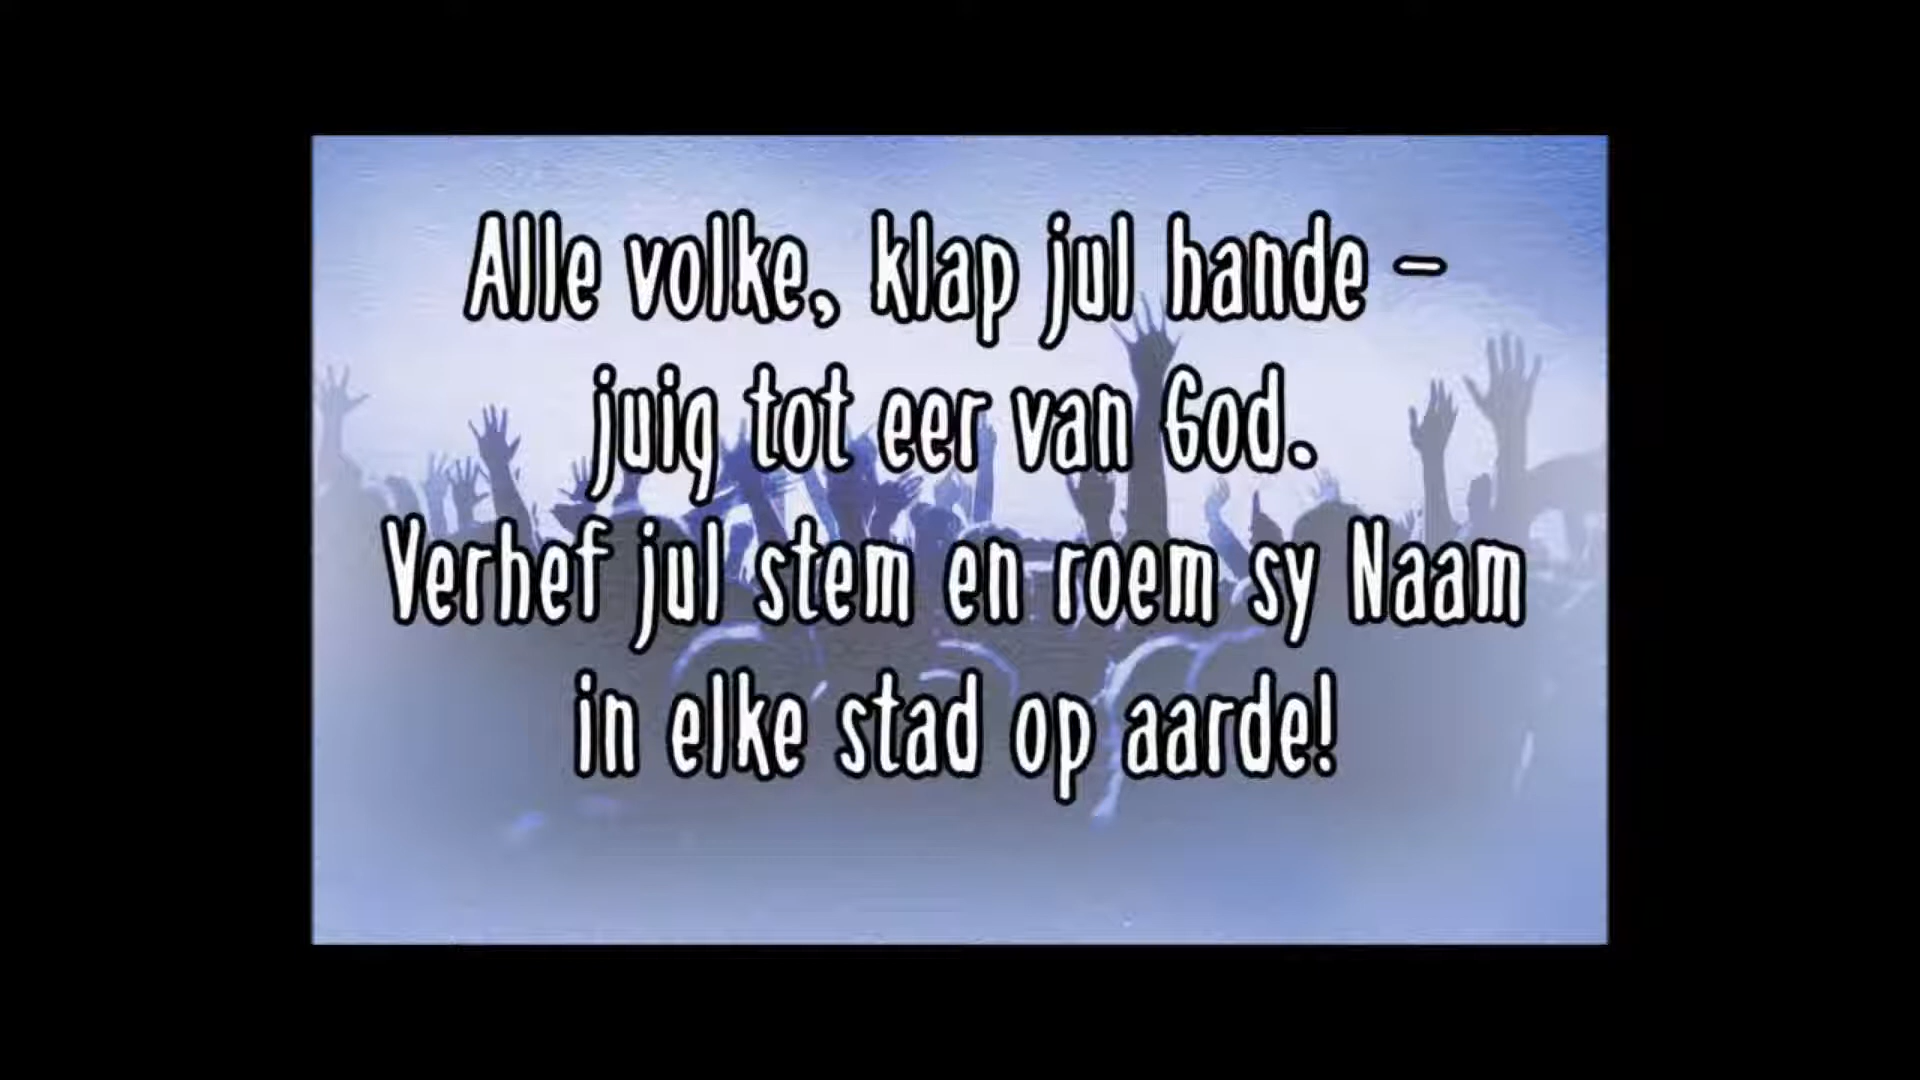 Alle volke, klap jul hande –
juig tot eer van God.
Verhef jul stem en roem sy Naam
in elke stad op aarde!